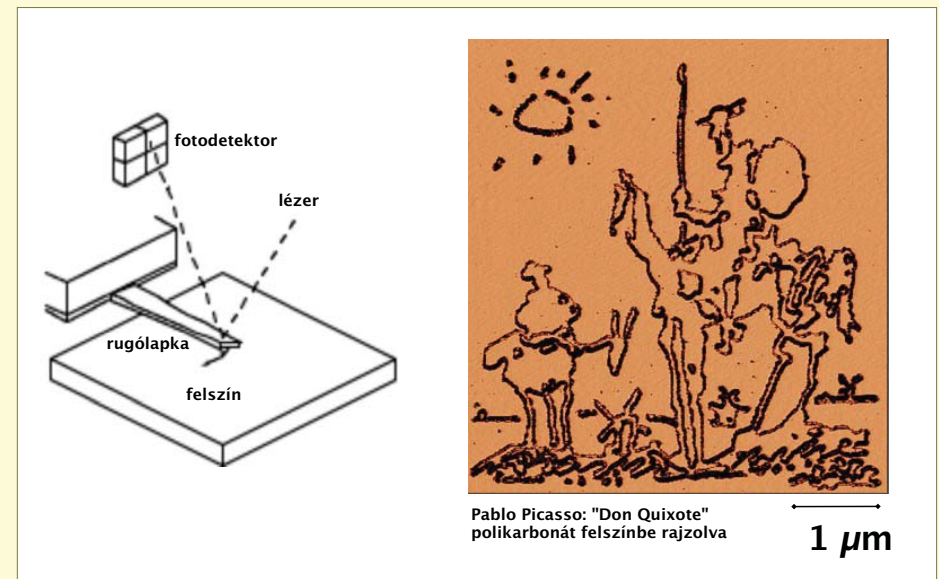 fotodetektor
lézer
rugólapka
felszín
Pablo Picasso: "Don Quixote"
polikarbonát felszínbe rajzolva
1 µm